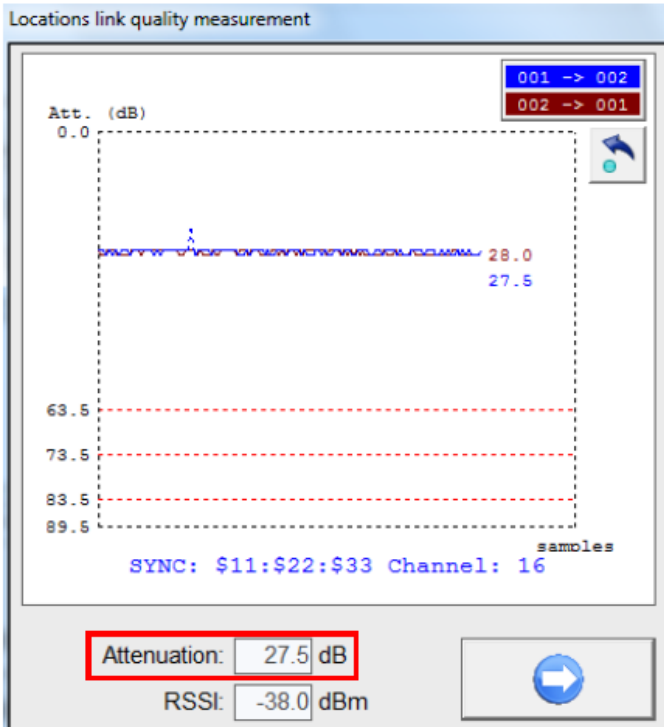 Locations link quality measurement
001 -> 002
002 -> 001
Att. (dB)
0.0
28.0
27.5
63.5
73.5
83.5
89.5
samples
SYNC: $11:$22:$33 Channel: 16
Attenuation: 27.5 dB
RSSI: -38.0 dBm